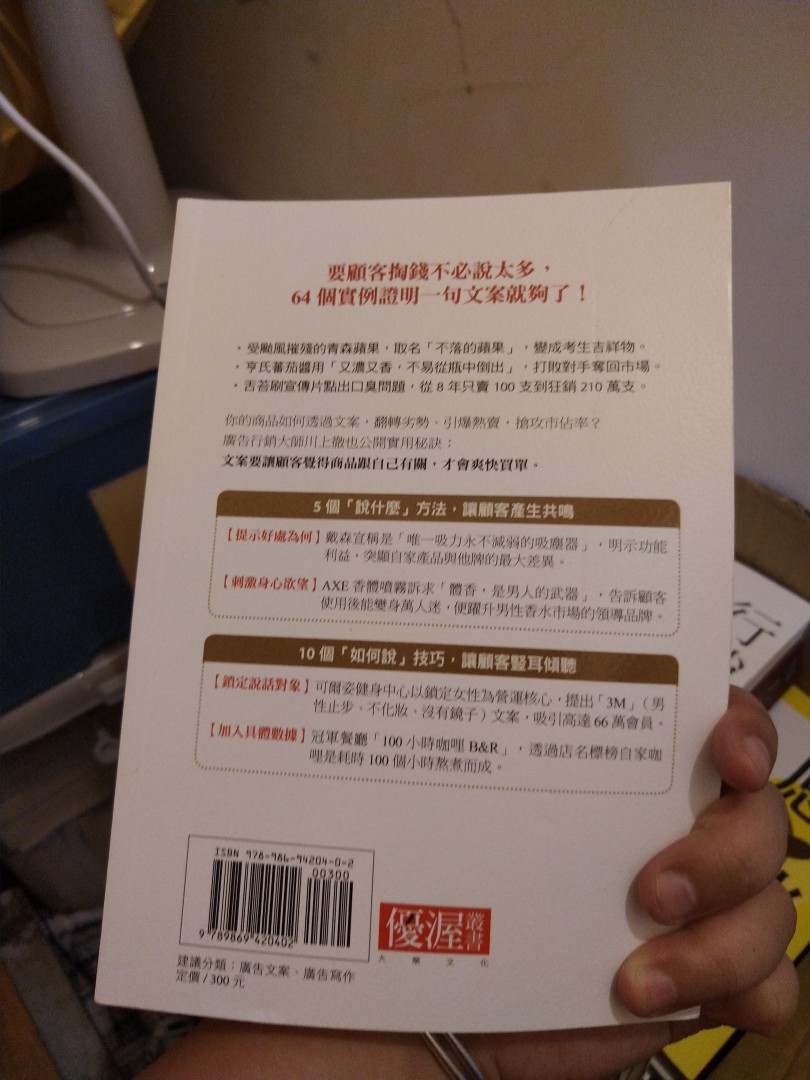 要顧客掏錢不必說太多，
64 個實例證明一句文案就夠了！
・受颱風摧殘的青森蘋果，取名「不落的蘋果」，變成考生吉祥物。
・亨氏蕃茄醬用「又濃又香，不易從瓶中倒出」，打敗對手奪回市場。
・舌苔刷宣傳片點出口臭問題，從 8 年只賣 100 支到狂銷 210 萬支。
你的商品如何透過文案，翻轉劣勢、引爆熱賣，搶攻市佔率？
廣告行銷大師川上徹也公開實用秘訣：
文案要讓顧客覺得商品跟自己有關，才會爽快買單。
5 個「說什麼」方法，讓顧客產生共鳴
【提示好處為何】戴森宣稱是「唯一吸力永不減弱的吸塵器」，明示功能
利益，突顯自家產品與他牌的最大差異。
【刺激身心欲望】AXE 香體噴霧訴求「體香，是男人的武器」，告訴顧客
使用後能變身萬人迷，便躍升男性香水市場的領導品牌。
10 個「如何說」技巧，讓顧客豎耳傾聽
【鎖定說話對象】可爾姿健身中心以鎖定女性為營運核心，提出「3M」（男
性止步、不化妝、沒有鏡子）文案，吸引高達 66 萬會員。
【加入具體數據】冠軍餐廳「100 小時咖哩 B&R」，透過店名標榜自家咖
哩是耗時 100 個小時熬煮而成。
ISBN 978-986-94204-0-2
00300
9 789869 420402
優渥叢書
大樂文化
建議分類：廣告文案、廣告寫作
定價 / 300 元
行